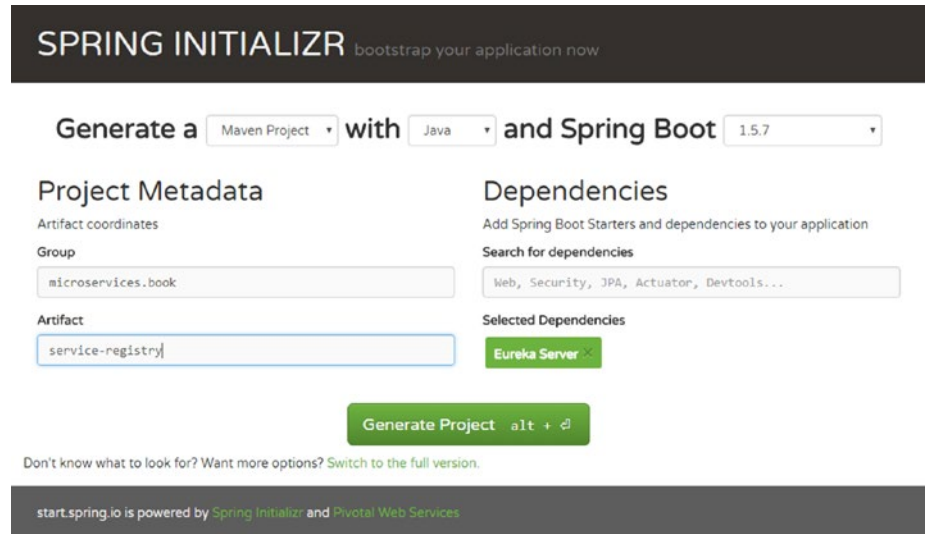 SPRING INITIALIZR bootstrap your application now
Generate a Maven Project with Java and Spring Boot 1.5.7
Project Metadata
Artifact coordinates
Group
microservices.book
Artifact
service-registry
Dependencies
Add Spring Boot Starters and dependencies to your application
Search for dependencies
Web, Security, JPA, Actuator, Devtools...
Selected Dependencies
Eureka Server ×
Generate Project alt + ⏎
Don't know what to look for? Want more options? Switch to the full version.
start.spring.io is powered by Spring Initializr and Pivotal Web Services